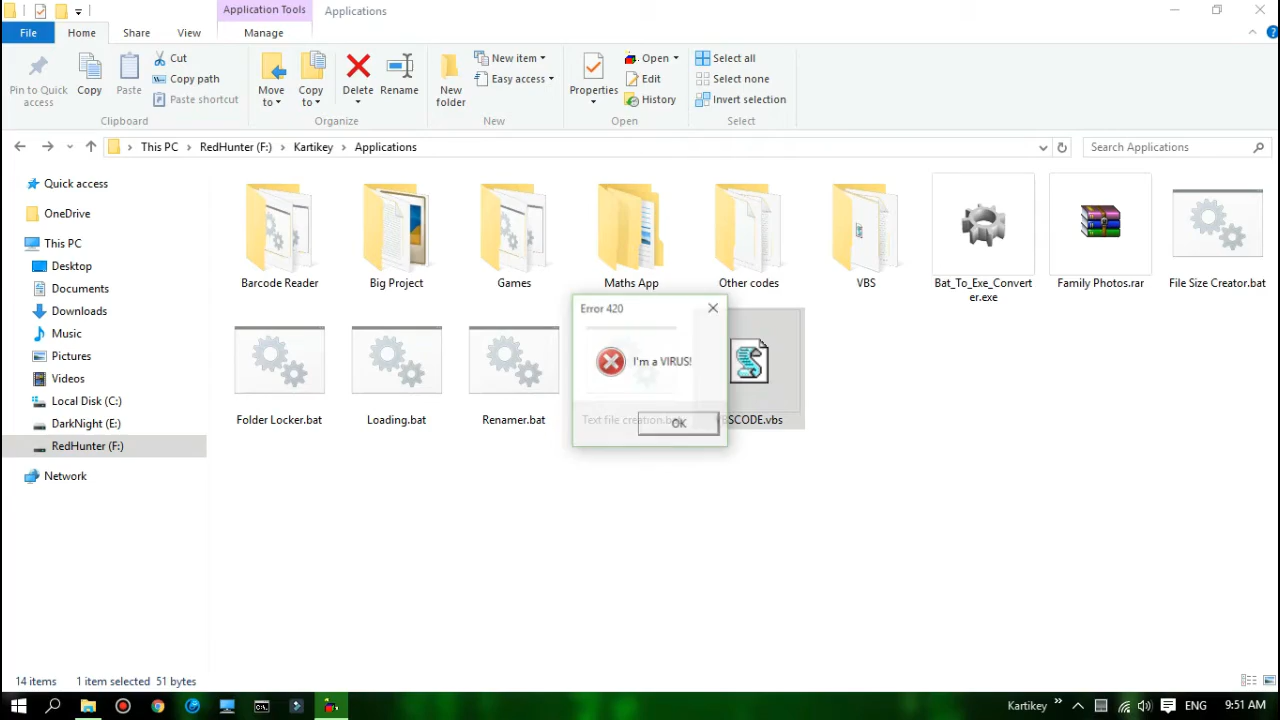 Application Tools
Applications
File
Home
Share
View
Manage
Pin to Quick access
Copy
Paste
Cut
Copy path
Paste shortcut
Clipboard
Move to
Copy to
Delete
Rename
Organize
New folder
New item
Easy access
New
Properties
Open
Edit
History
Open
Select all
Select none
Invert selection
Select
This PC
RedHunter (F:)
Kartikey
Applications
Search Applications
Quick access
OneDrive
This PC
Desktop
Documents
Downloads
Music
Pictures
Videos
Local Disk (C:)
DarkNight (E:)
RedHunter (F:)
Network
Barcode Reader
Big Project
Games
Maths App
Other codes
VBS
Bat_To_Exe_Convert
er.exe
Family Photos.rar
File Size Creator.bat
Folder Locker.bat
Loading.bat
Renamer.bat
Text file creation
SCODE.vbs
Error 420
I'm a VIRUS!
OK
14 items
1 item selected
51 bytes
Kartikey
ENG
9:51 AM